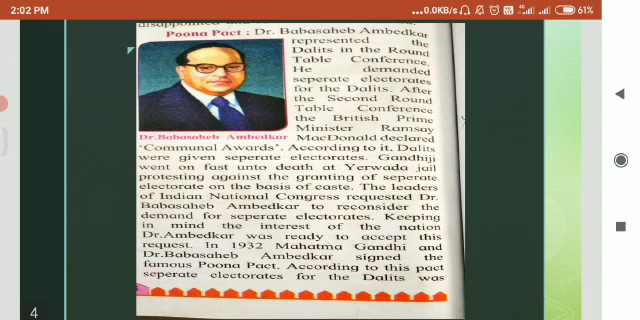 2:02 PM
...0.0KB/s
61%
Poona Pact : Dr. Babasaheb Ambedkar
represented the
Dalits in the Round
Table Conference.
He demanded
seperate electorates
for the Dalits. After
the Second Round
Table Conference
the British Prime
Minister Ramsay
Dr.Babasaheb Ambedkar MacDonald declared
'Communal Awards'. According to it, Dalits
were given seperate electorates. Gandhiji
went on fast unto death at Yerwada jail
protesting against the granting of seperate
electorate on the basis of caste. The leaders
of Indian National Congress requested Dr.
Babasaheb Ambedkar to reconsider the
demand for seperate electorates. Keeping
in mind the interest of the nation
Dr.Ambedkar was ready to accept this
request. In 1932 Mahatma Gandhi and
Dr.Babasaheb Ambedkar signed the
famous Poona Pact. According to this pact
seperate electorates for the Dalits was
4